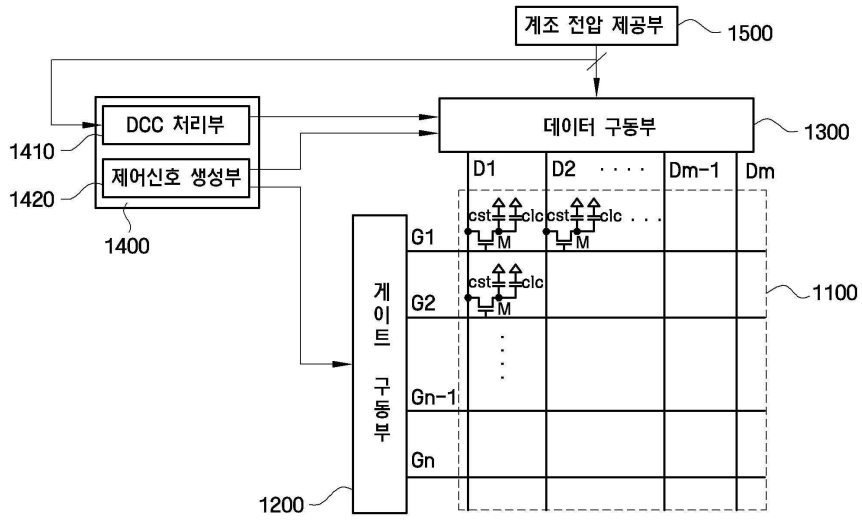 계조 전압 제공부
1500
DCC 처리부
1410
데이터 구동부
1300
제어신호 생성부
1420
1400
D1 D2 · · · · Dm-1 Dm
cst clc cst clc · · ·
G1 M M
cst clc
G2 M
1100
게이트 구동부
Gn-1
Gn
1200